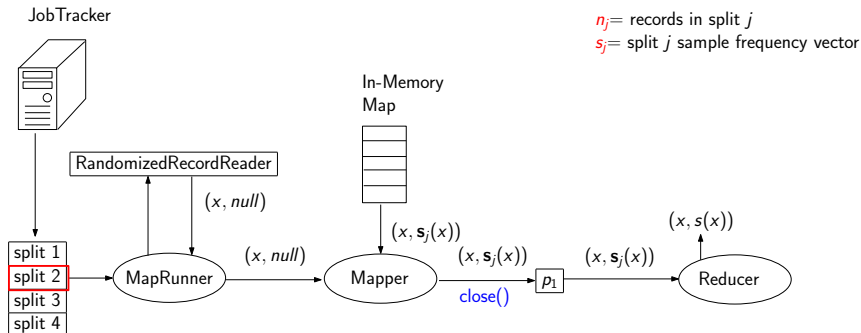 JobTracker
n_j= records in split j
s_j= split j sample frequency vector
In-Memory
Map
RandomizedRecordReader
(x, null)
(x, s_j(x))
(x, s(x))
split 1
split 2
split 3
split 4
MapRunner
(x, null)
Mapper
(x, s_j(x))
close()
p_1
(x, s_j(x))
Reducer